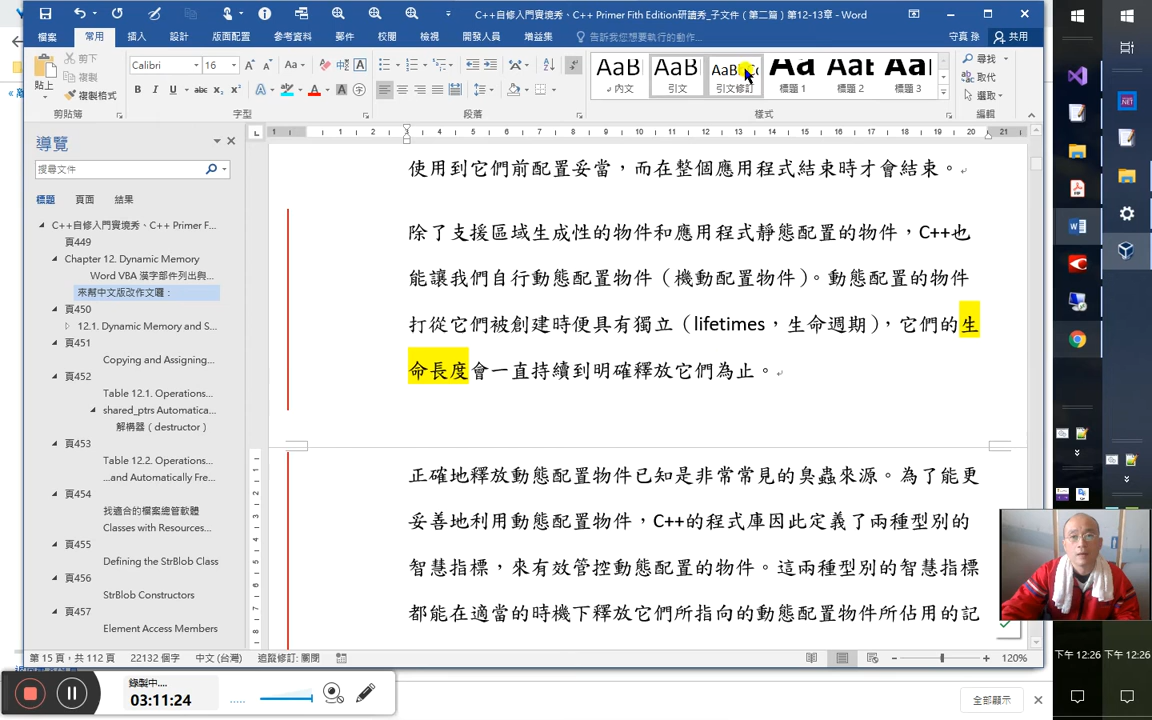 C++自修入門實境秀、C++ Primer Fith Edition研讀秀_子文件（第二篇）第12-13章 - Word
檔案 常用 插入 設計 版面配置 參考資料 郵件 校閱 檢視 開發人員 增益集 告訴我您想要執行的動作... 守真 孫 共用
貼上 剪下 複製 複製格式
Calibri 16
AaB 內文 AaB 引文 引文修訂 AaB 標題 1 AaB 標題 2 AaB 標題 3
尋找 取代 選取
剪貼簿 字型 段落 樣式 編輯
導覽
搜尋文件
標題 頁面 結果
C++自修入門實境秀、C++ Primer F...
頁449
Chapter 12. Dynamic Memory
Word VBA 漢字部件列出與...
來幫中文版改作文囉：
頁450
12.1. Dynamic Memory and S...
頁451
Copying and Assigning...
頁452
Table 12.1. Operations...
shared_ptrs Automatica...
解構器（destructor）
頁453
Table 12.2. Operations...
...and Automatically Fre...
頁454
找適合的檔案總管軟體
Classes with Resources...
頁455
Defining the StrBlob Class
頁456
StrBlob Constructors
頁457
Element Access Members
使用到它們前配置妥當，而在整個應用程式結束時才會結束。
除了支援區域生成性的物件和應用程式靜態配置的物件，C++也
能讓我們自行動態配置物件（機動配置物件）。動態配置的物件
打從它們被創建時便具有獨立（lifetimes，生命週期），它們的生
命長度會一直持續到明確釋放它們為止。
正確地釋放動態配置物件已知是非常常見的臭蟲來源。為了能更
妥善地利用動態配置物件，C++的程式庫因此定義了兩種型別的
智慧指標，來有效管控動態配置的物件。這兩種型別的智慧指標
都能在適當的時機下釋放它們所指向的動態配置物件所佔用的記
第 15 頁，共 112 頁 22132 個字 中文 (台灣) 追蹤修訂: 關閉 120%
錄製中...
03:11:24
全部顯示
下午 12:26 下午 12:26